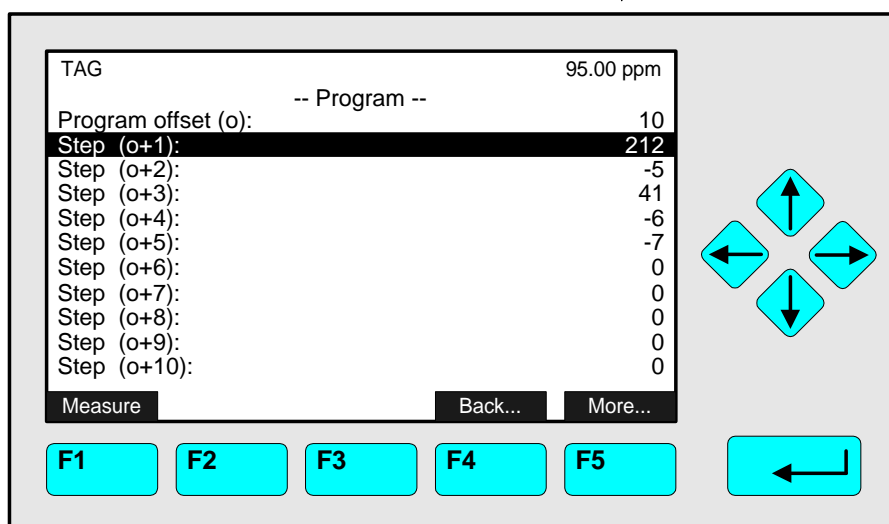 TAG 95.00 ppm
-- Program --
Program offset (o): 10
Step (o+1): 212
Step (o+2): -5
Step (o+3): 41
Step (o+4): -6
Step (o+5): -7
Step (o+6): 0
Step (o+7): 0
Step (o+8): 0
Step (o+9): 0
Step (o+10): 0
Measure Back... More...
F1 F2 F3 F4 F5